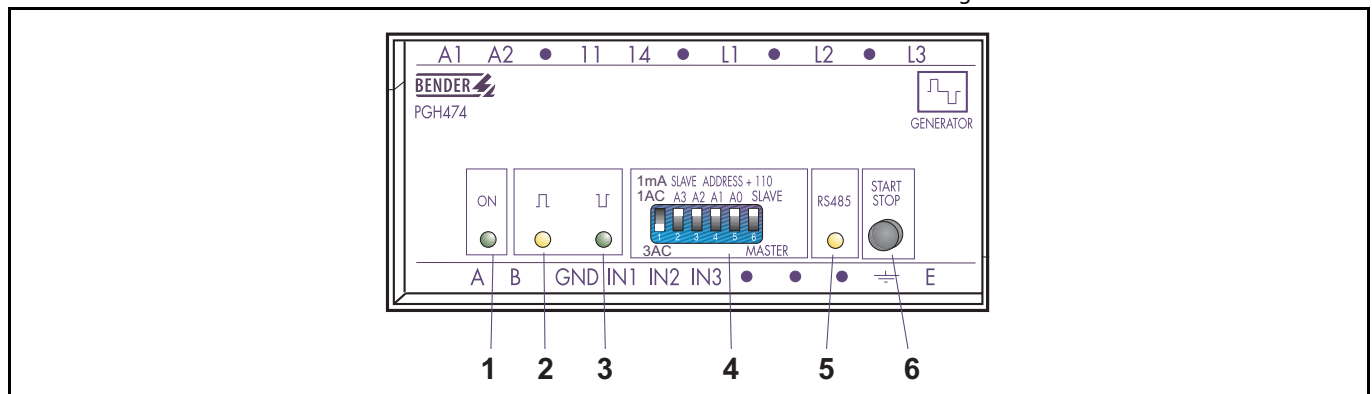 A1 A2 • 11 14 • L1 • L2 • L3
BENDER
PGH474
GENERATOR
ON
1mA SLAVE ADDRESS + 110
1AC A3 A2 A1 A0 SLAVE
1 2 3 4 5 6
3AC MASTER
RS485
START
STOP
A B GND IN1 IN2 IN3 • • • E
1 2 3 4 5 6